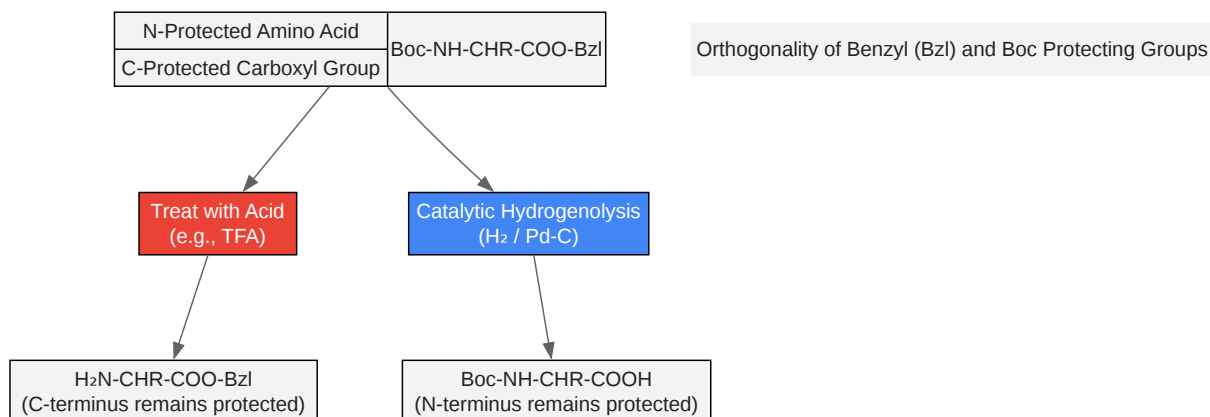 N-Protected Amino Acid
C-Protected Carboxyl Group
Boc-NH-CHR-COO-Bzl
Orthogonality of Benzyl (Bzl) and Boc Protecting Groups
Treat with Acid
(e.g., TFA)
Catalytic Hydrogenolysis
(H₂ / Pd-C)
H₂N-CHR-COO-Bzl
(C-terminus remains protected)
Boc-NH-CHR-COOH
(N-terminus remains protected)